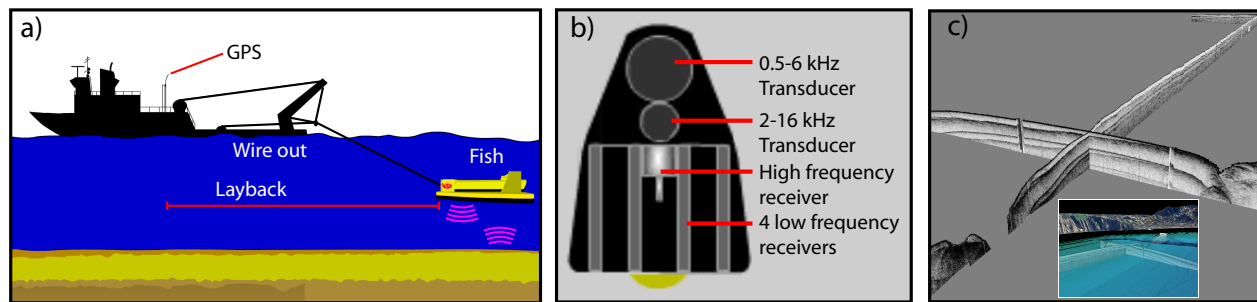 a)
GPS
Wire out
Fish
Layback
b)
0.5-6 kHz
Transducer
2-16 kHz
Transducer
High frequency
receiver
4 low frequency
receivers
c)